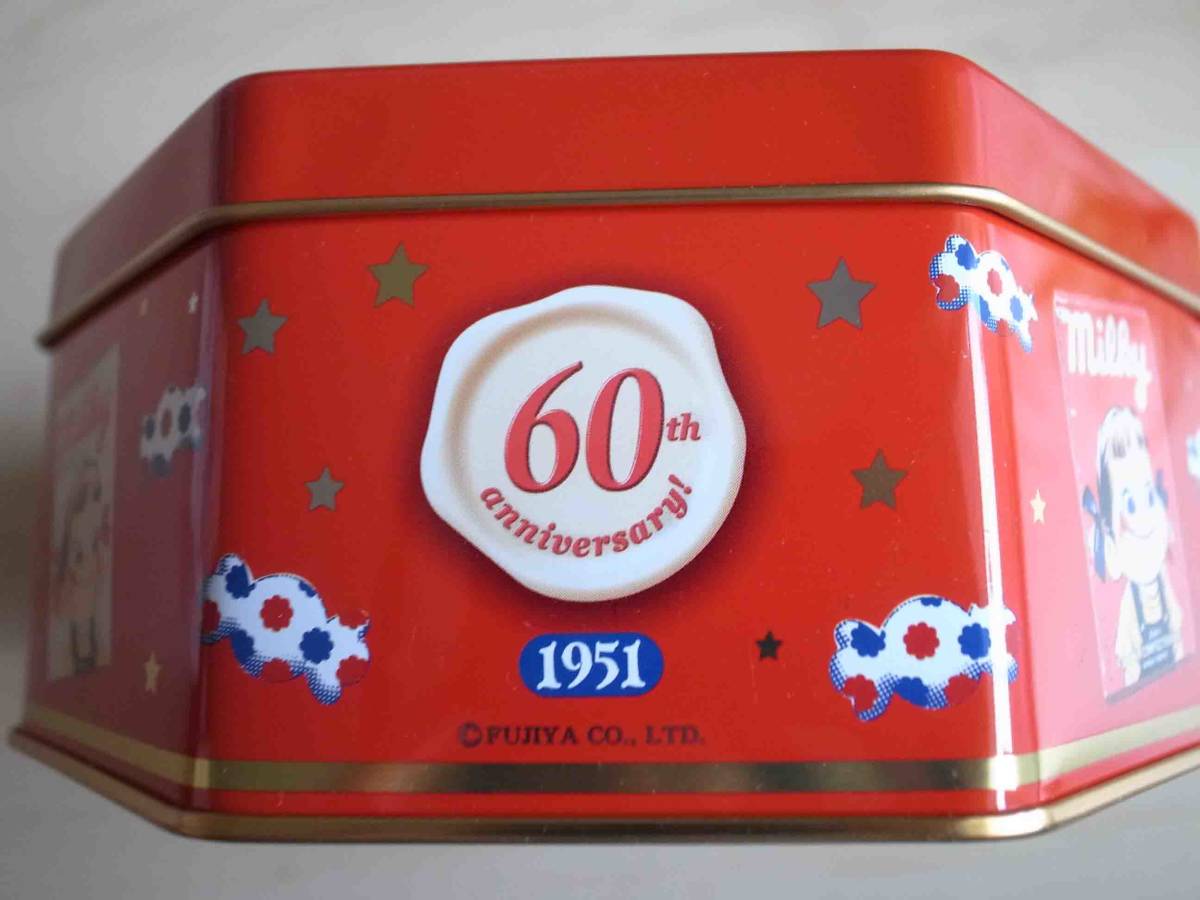 60th
anniversary!
1951
©FUJIYA CO., LTD.
Milky